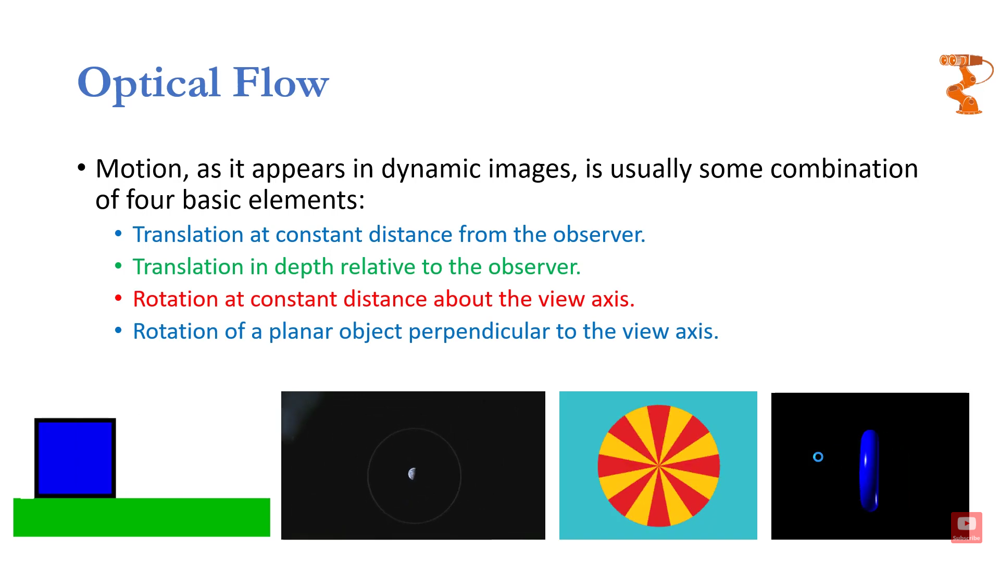 Optical Flow
• Motion, as it appears in dynamic images, is usually some combination
of four basic elements:
• Translation at constant distance from the observer.
• Translation in depth relative to the observer.
• Rotation at constant distance about the view axis.
• Rotation of a planar object perpendicular to the view axis.
Subscribe